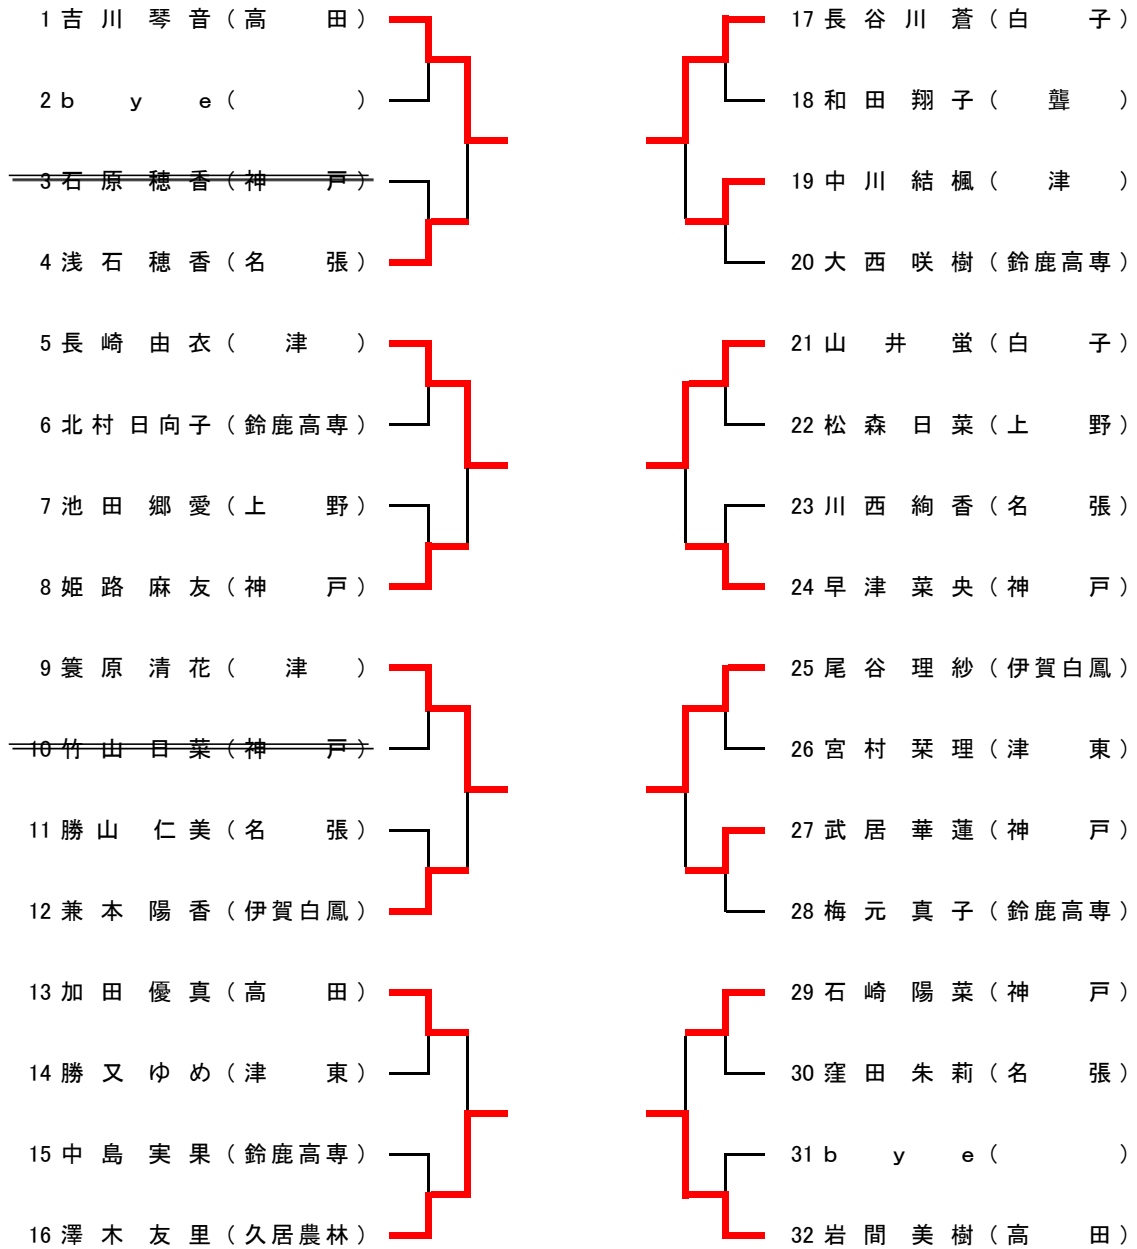 1 吉川琴音（高田）
2 ｂｙｅ（　）
3 石原穂香（神戸）
4 浅石穂香（名張）
5 長崎由衣（津）
6 北村日向子（鈴鹿高専）
7 池田郷愛（上野）
8 姫路麻友（神戸）
9 簑原清花（津）
10 竹山日菜（神戸）
11 勝山仁美（名張）
12 兼本陽香（伊賀白鳳）
13 加田優真（高田）
14 勝又ゆめ（津東）
15 中島実果（鈴鹿高専）
16 澤木友里（久居農林）
17 長谷川蒼（白子）
18 和田翔子（聾）
19 中川結楓（津）
20 大西咲樹（鈴鹿高専）
21 山井蛍（白子）
22 松森日菜（上野）
23 川西絢香（名張）
24 早津菜央（神戸）
25 尾谷理紗（伊賀白鳳）
26 宮村栞理（津東）
27 武居華蓮（神戸）
28 梅元真子（鈴鹿高専）
29 石崎陽菜（神戸）
30 窪田朱莉（名張）
31 ｂｙｅ（　）
32 岩間美樹（高田）